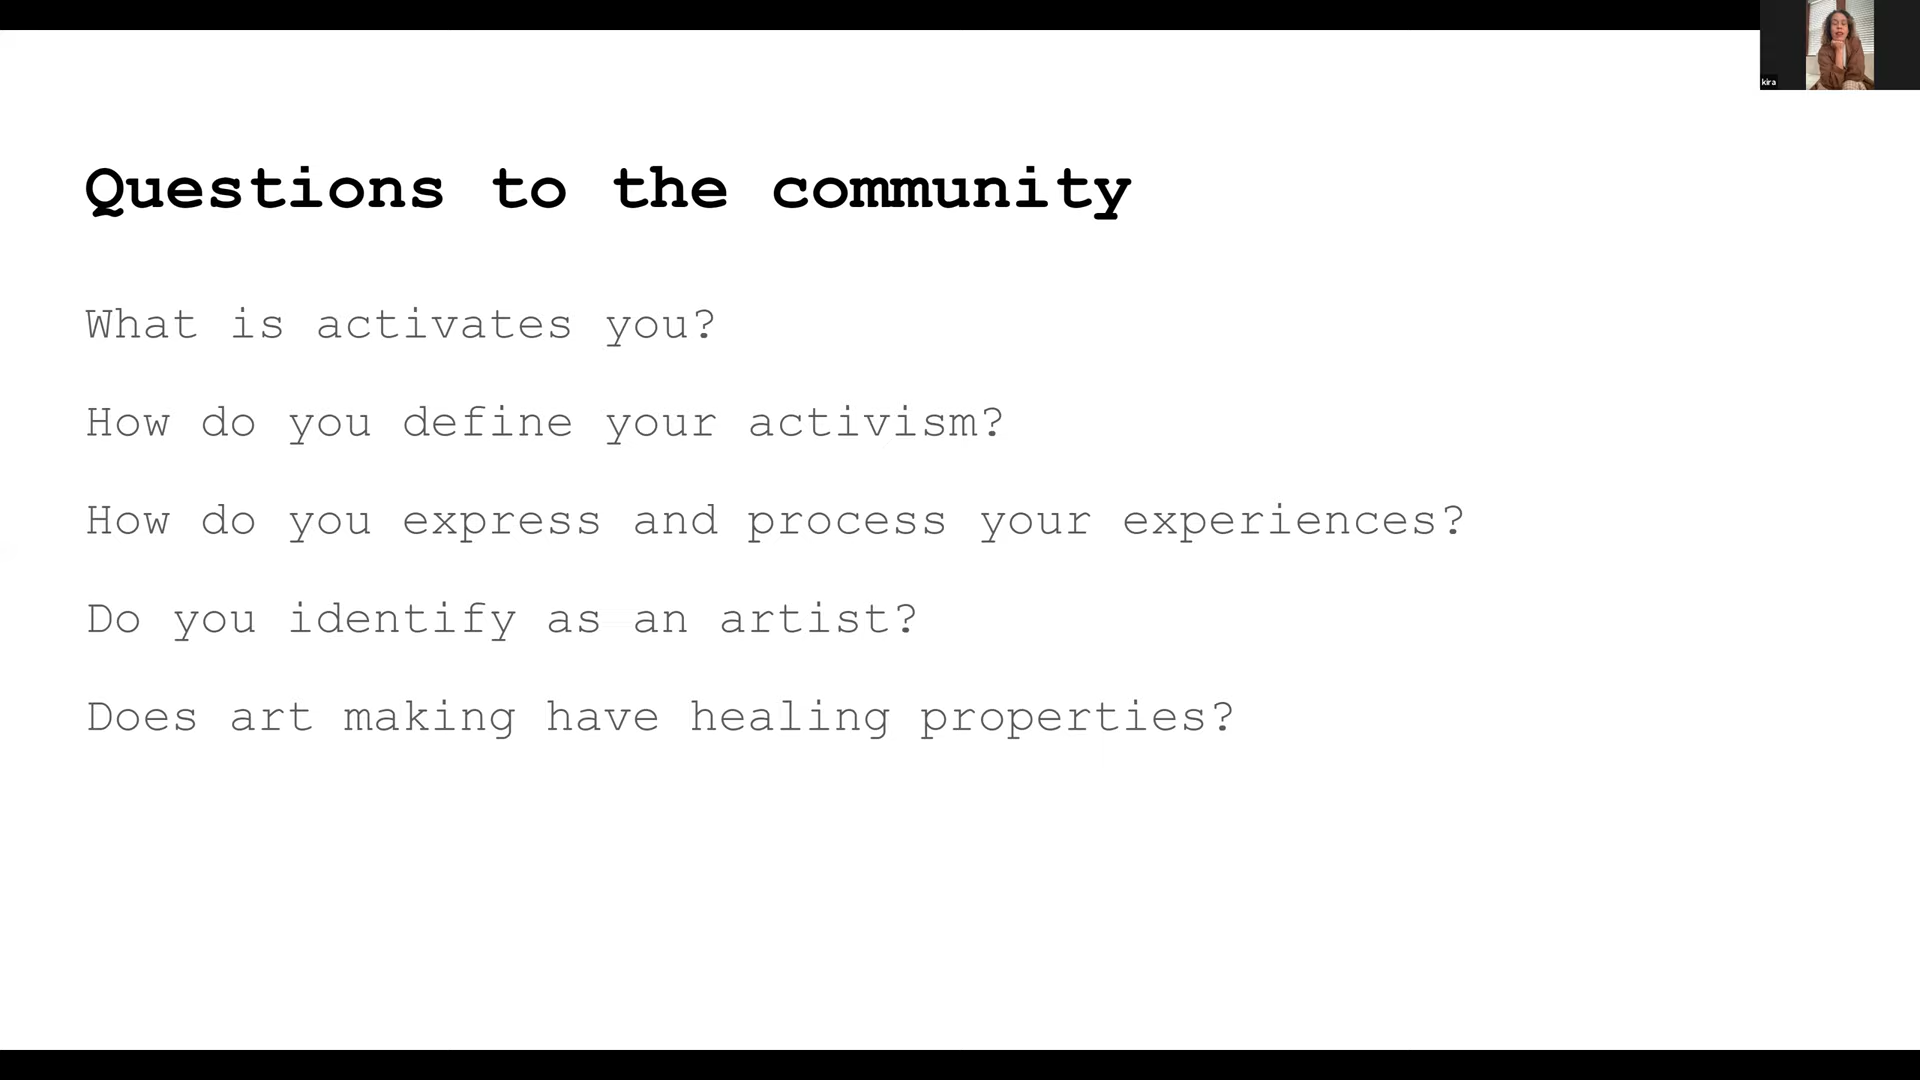 kira
Questions to the community
What is activates you?
How do you define your activism?
How do you express and process your experiences?
Do you identify as an artist?
Does art making have healing properties?